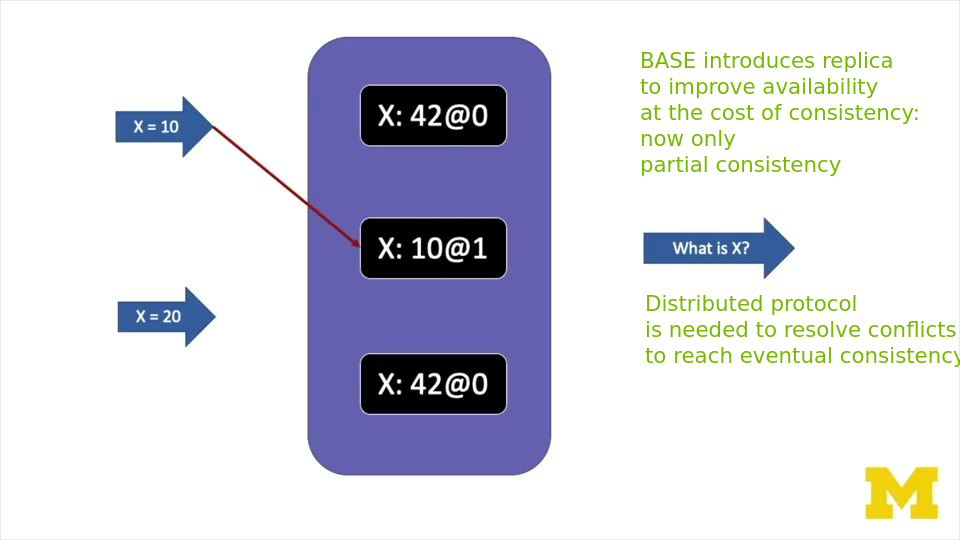 X = 10
X = 20
X: 42@0
X: 10@1
X: 42@0
BASE introduces replica
to improve availability
at the cost of consistency:
now only
partial consistency
What is X?
Distributed protocol
is needed to resolve conflicts
to reach eventual consistency
M